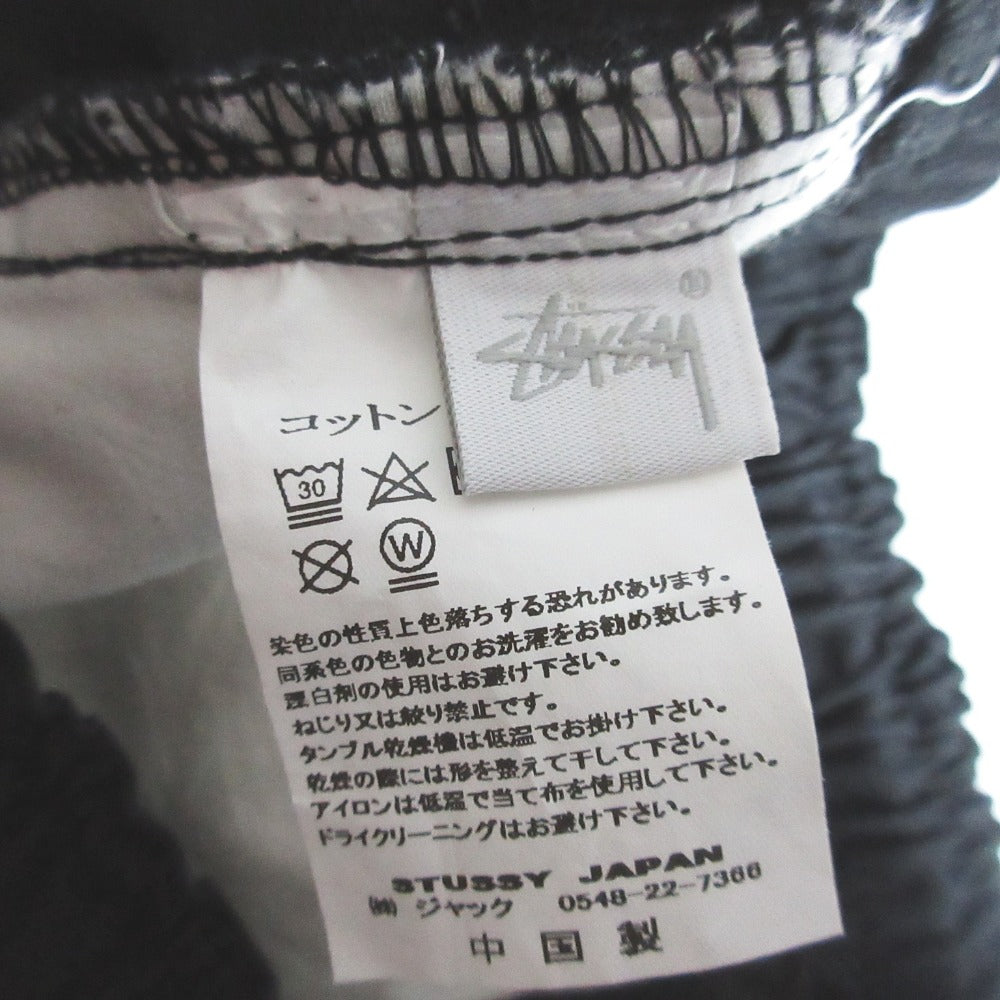 STÜSSY
®
コットン
30
W
染色の性質上色落ちする恐れがあります。
同系色の色物とのお洗濯をお勧め致します。
漂白剤の使用はお避け下さい。
ねじり又は絞り禁止です。
タンブル乾燥機は低温でお掛け下さい。
乾燥の際には形を整えて干して下さい。
アイロンは低温で当て布を使用して下さい。
ドライクリーニングはお避け下さい。
STUSSY JAPAN
㈱ ジャック 0548-22-7366
中国製